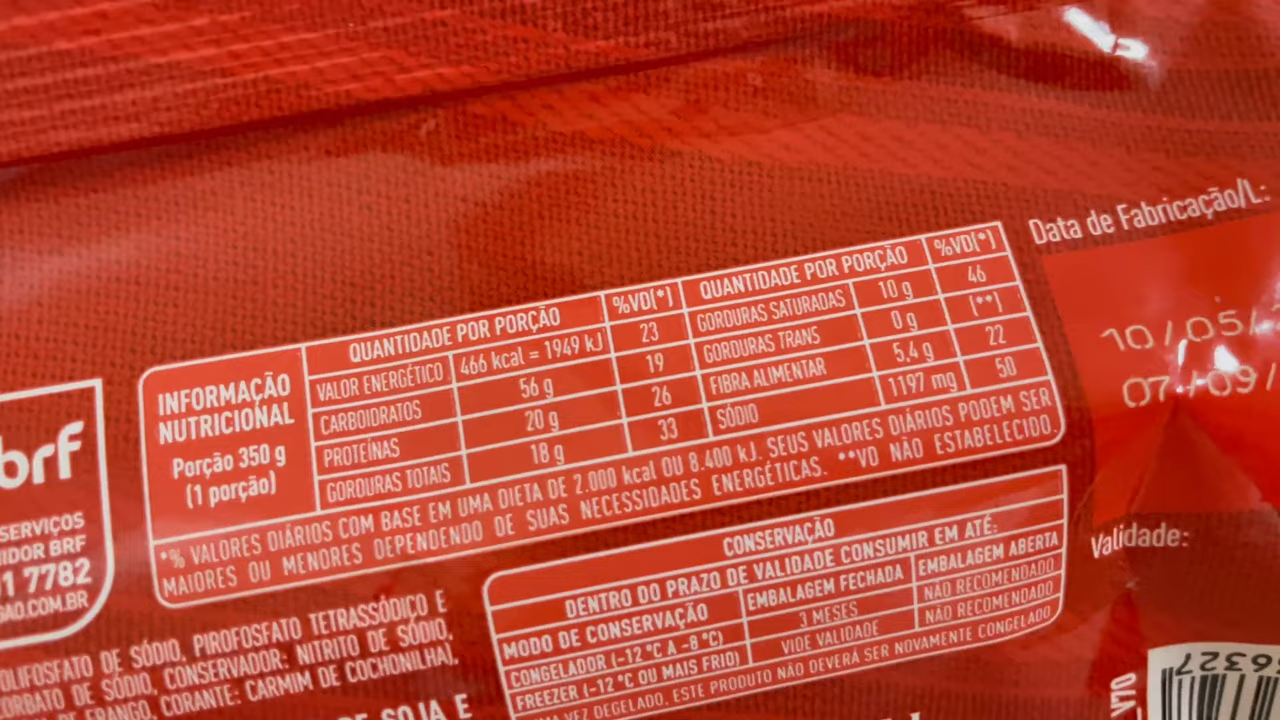 Data de Fabricação/L:
10/05/
07/09/
Validade:
INFORMAÇÃO
NUTRICIONAL
Porção 350 g
(1 porção)
QUANTIDADE POR PORÇÃO %VD(*) QUANTIDADE POR PORÇÃO %VD(*)
VALOR ENERGÉTICO 466 kcal = 1949 kJ 23 GORDURAS SATURADAS 10 g 46
CARBOIDRATOS 56 g 19 GORDURAS TRANS 0 g (**)
PROTEÍNAS 20 g 26 FIBRA ALIMENTAR 5,4 g 22
GORDURAS TOTAIS 18 g 33 SÓDIO 1197 mg 50
*% VALORES DIÁRIOS COM BASE EM UMA DIETA DE 2.000 kcal OU 8.400 kJ. SEUS VALORES DIÁRIOS PODEM SER
MAIORES OU MENORES DEPENDENDO DE SUAS NECESSIDADES ENERGÉTICAS. **VD NÃO ESTABELECIDO.
CONSERVAÇÃO
DENTRO DO PRAZO DE VALIDADE CONSUMIR EM ATÉ:
MODO DE CONSERVAÇÃO EMBALAGEM FECHADA EMBALAGEM ABERTA
CONGELADOR (-12 °C A -8 °C) 3 MESES NÃO RECOMENDADO
FREEZER (-12 °C OU MAIS FRIO) VIDE VALIDADE NÃO RECOMENDADO
VEZ DEGELADO, ESTE PRODUTO NÃO DEVERÁ SER NOVAMENTE CONGELADO
brf
SERVIÇOS
IDOR BRF
1 7782
AO.COM.BR
OLIFOSFATO DE SÓDIO, PIROFOSFATO TETRASSÓDICO E
ORBATO DE SÓDIO, CONSERVADOR: NITRITO DE SÓDIO,
DE FRANGO, CORANTE: CARMIM DE COCHONILHA).
DE SOJA E
6327